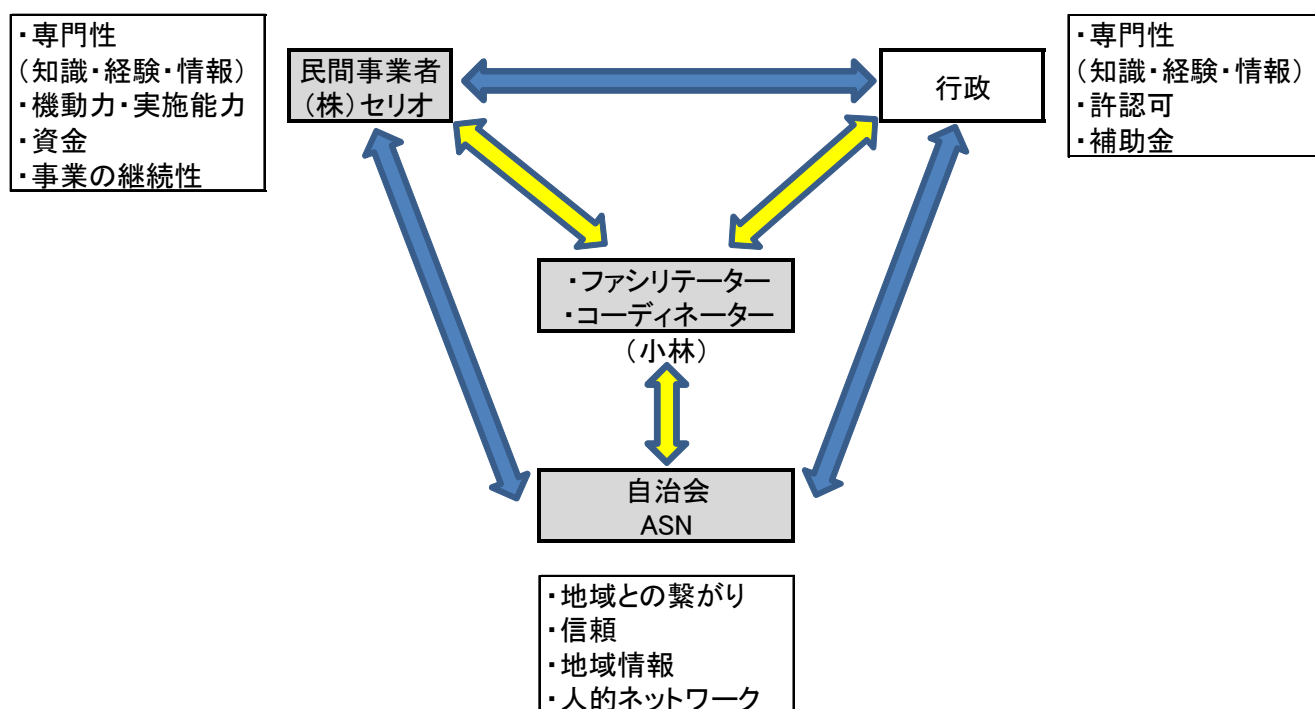 ・専門性
(知識・経験・情報)
・機動力・実施能力
・資金
・事業の継続性
民間事業者
(株)セリオ
行政
・専門性
(知識・経験・情報)
・許認可
・補助金
・ファシリテーター
・コーディネーター
(小林)
自治会
ASN
・地域との繋がり
・信頼
・地域情報
・人的ネットワーク